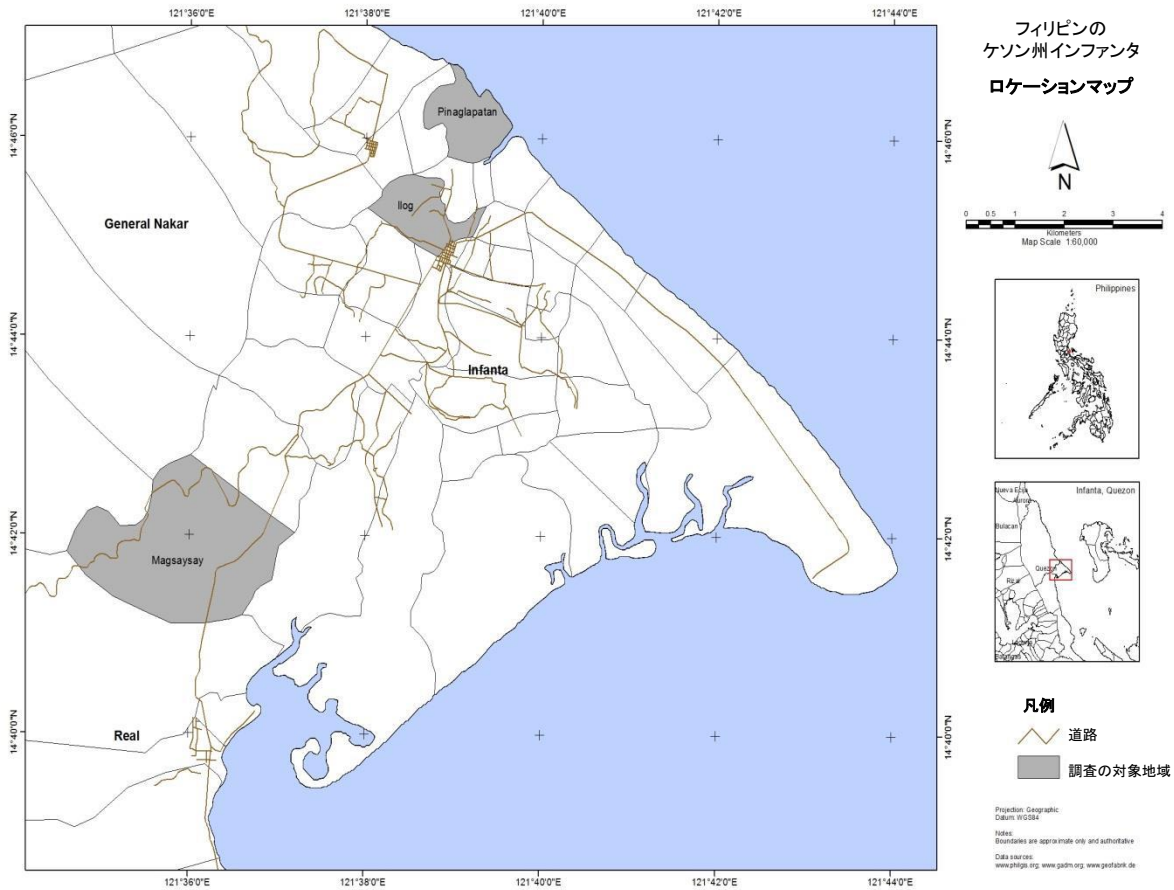 121°36'0"E
121°38'0"E
121°40'0"E
121°42'0"E
121°44'0"E
14°46'0"N
14°44'0"N
14°42'0"N
14°40'0"N
Pinaglapatan
Ilog
General Nakar
Infanta
Magsaysay
Real
14°46'0"N
14°44'0"N
14°42'0"N
14°40'0"N
121°36'0"E
121°38'0"E
121°40'0"E
121°42'0"E
121°44'0"E
フィリピンの
ケソン州インファンタ
ロケーションマップ
N
0 0.5 1 2 3 4
Kilometers
Map Scale 1:60,000
Philippines
Infanta, Quezon
Nueva Ecija
Aurora
Bulacan
Quezon
Rizal
Laguna
Batangas
凡例
道路
調査の対象地域
Projection: Geographic
Datum: WGS84
Notes:
Boundaries are approximate only and authoritative
Data sources:
www.philgis.org; www.gadm.org; www.geofabrik.de